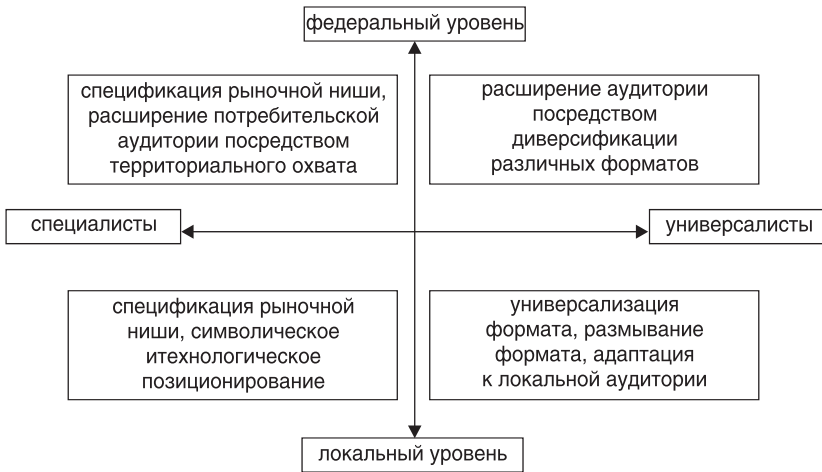 федеральный уровень
спецификация рыночной ниши,
расширение потребительской
аудитории посредством
территориального охвата
расширение аудитории
посредством
диверсификации
различных форматов
специалисты
универсалисты
спецификация рыночной
ниши, символическое
итехнологическое
позиционирование
универсализация
формата, размывание
формата, адаптация
к локальной аудитории
локальный уровень